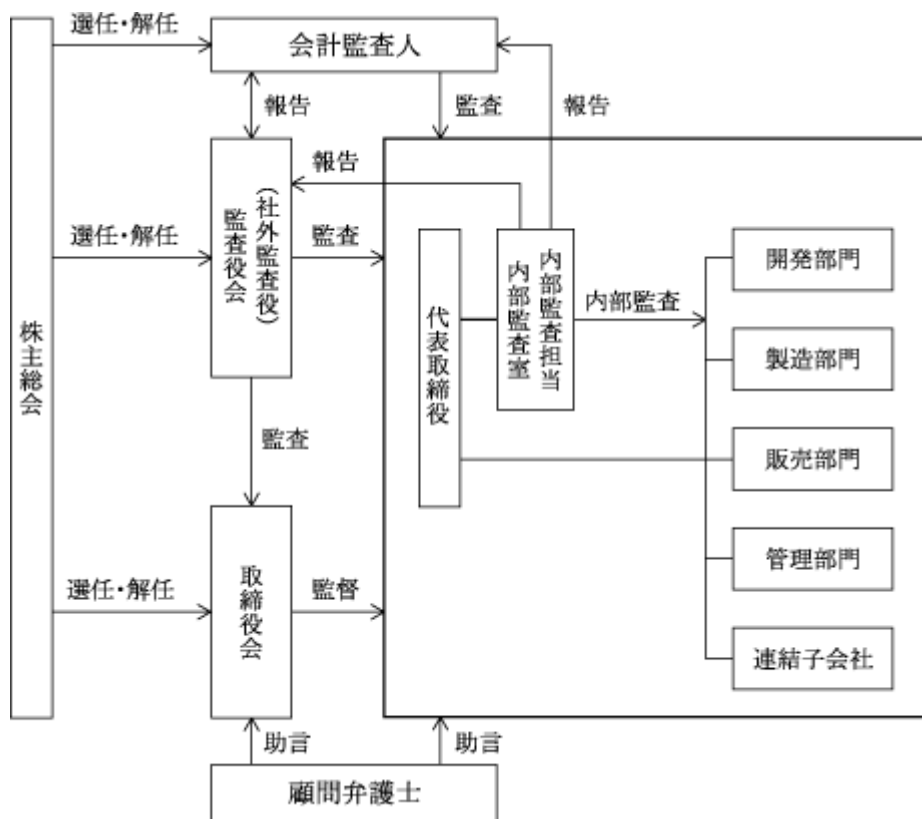 選任・解任
会計監査人
報告
監査
報告
報告
株主総会
選任・解任
監査役会
(社外監査役)
監査
代表取締役
内部監査室
内部監査担当
内部監査
開発部門
製造部門
販売部門
管理部門
連結子会社
監査
選任・解任
取締役会
監督
助言
助言
顧問弁護士